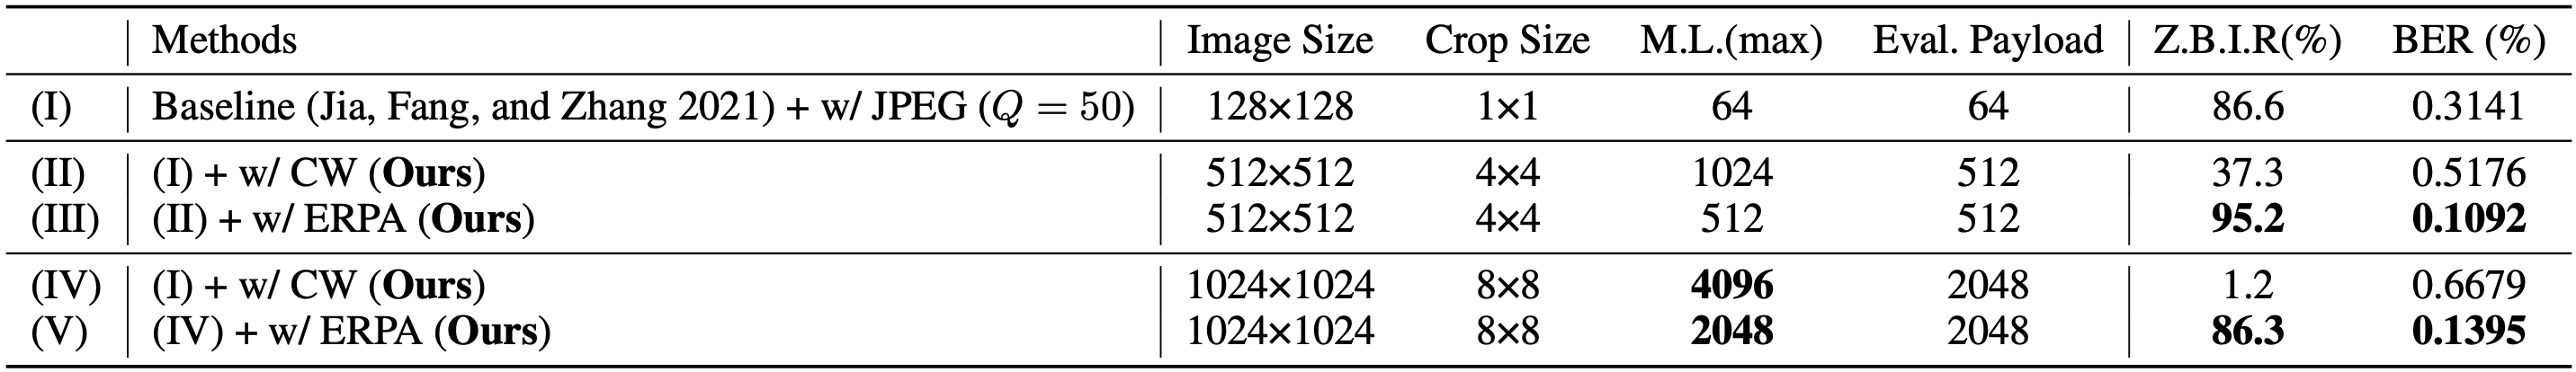 Methods Image Size Crop Size M.L.(max) Eval. Payload Z.B.I.R(%) BER (%)
(I) Baseline (Jia, Fang, and Zhang 2021) + w/ JPEG (Q = 50) 128×128 1×1 64 64 86.6 0.3141
(II) (I) + w/ CW (Ours) 512×512 4×4 1024 512 37.3 0.5176
(III) (II) + w/ ERPA (Ours) 512×512 4×4 512 512 95.2 0.1092
(IV) (I) + w/ CW (Ours) 1024×1024 8×8 4096 2048 1.2 0.6679
(V) (IV) + w/ ERPA (Ours) 1024×1024 8×8 2048 2048 86.3 0.1395